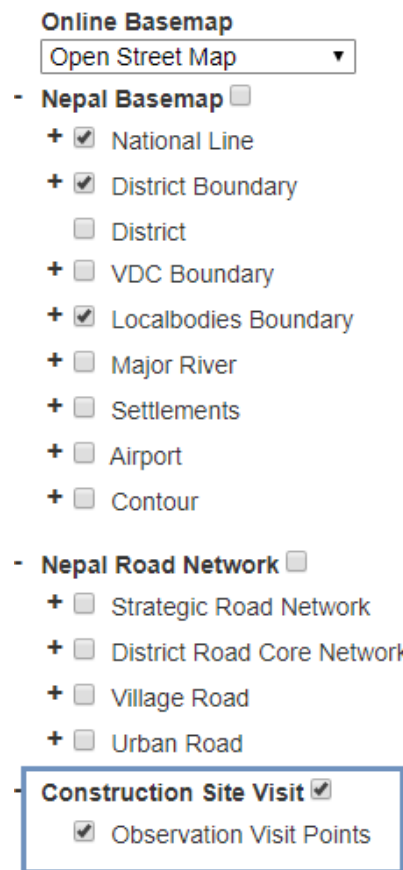 Online Basemap
Open Street Map
- Nepal Basemap
+ National Line
+ District Boundary
District
+ VDC Boundary
+ Localbodies Boundary
+ Major River
+ Settlements
+ Airport
+ Contour
- Nepal Road Network
+ Strategic Road Network
+ District Road Core Network
+ Village Road
+ Urban Road
- Construction Site Visit
Observation Visit Points